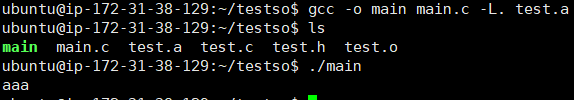 ubuntu@ip-172-31-38-129:~/testso$ gcc -o main main.c -L. test.a
ubuntu@ip-172-31-38-129:~/testso$ ls
main  main.c  test.a  test.c  test.h  test.o
ubuntu@ip-172-31-38-129:~/testso$ ./main
aaa